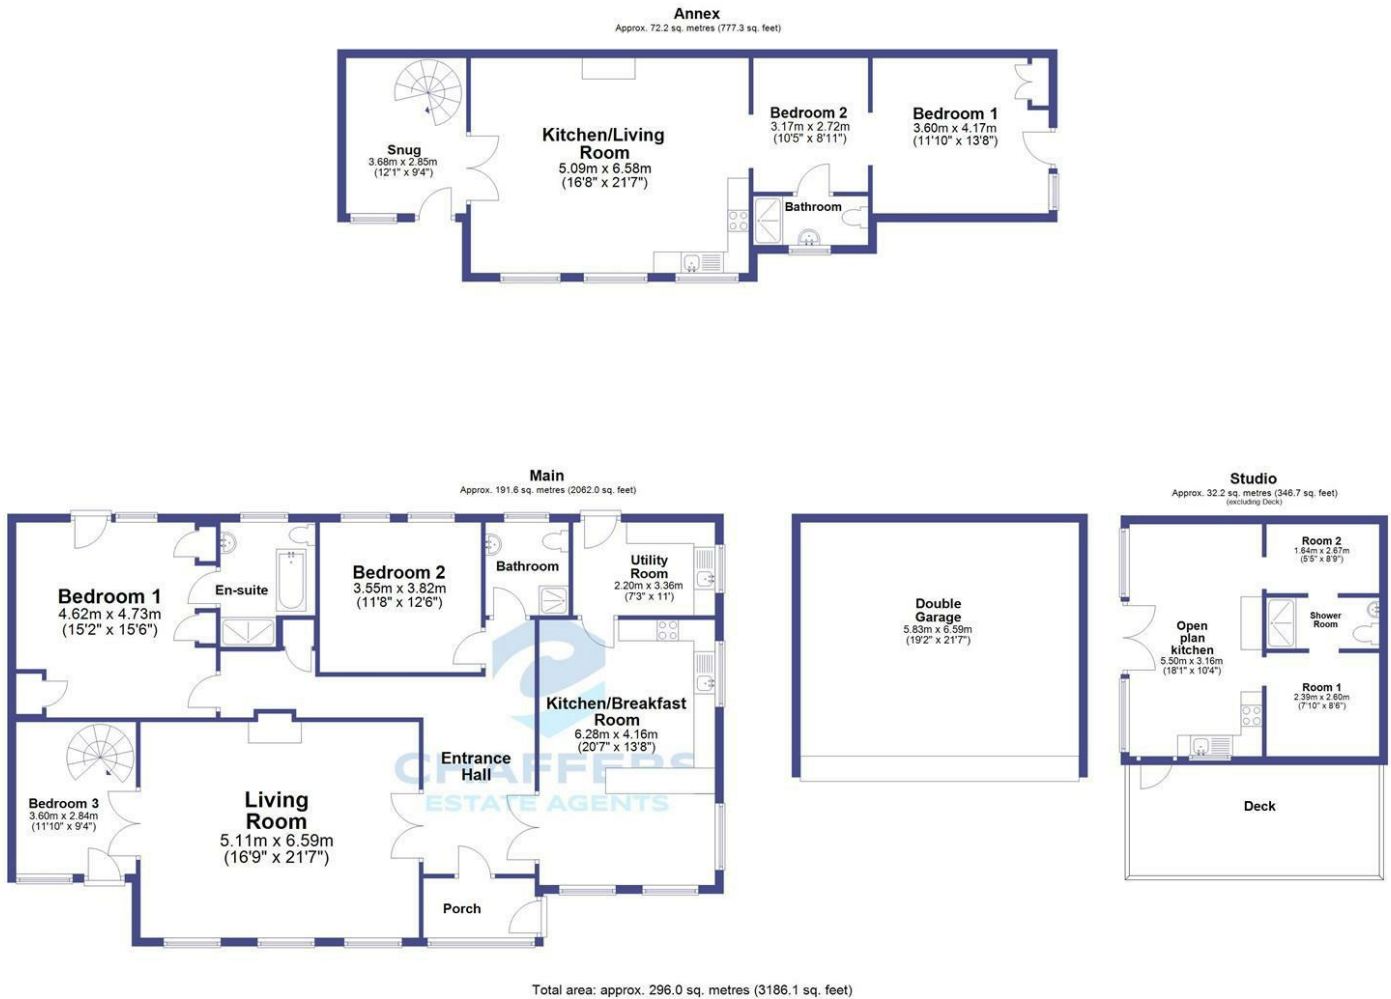 Annex
Approx. 72.2 sq. metres (777.3 sq. feet)
Snug
3.68m x 2.85m
(12'1" x 9'4")
Kitchen/Living
Room
5.09m x 6.58m
(16'8" x 21'7")
Bedroom 2
3.17m x 2.72m
(10'5" x 8'11")
Bathroom
Bedroom 1
3.60m x 4.17m
(11'10" x 13'8")
Main
Approx. 191.6 sq. metres (2062.0 sq. feet)
Bedroom 1
4.62m x 4.73m
(15'2" x 15'6")
En-suite
Bedroom 2
3.55m x 3.82m
(11'8" x 12'6")
Bathroom
Utility
Room
2.20m x 3.36m
(7'3" x 11')
Kitchen/Breakfast
Room
6.28m x 4.16m
(20'7" x 13'8")
Entrance
Hall
CHAFFERS
ESTATE AGENTS
Bedroom 3
3.60m x 2.84m
(11'10" x 9'4")
Living
Room
5.11m x 6.59m
(16'9" x 21'7")
Porch
Double
Garage
5.83m x 6.59m
(19'2" x 21'7")
Studio
Approx. 32.2 sq. metres (346.7 sq. feet)
(excluding Deck)
Room 2
1.64m x 2.67m
(5'5" x 8'9")
Shower
Room
Open
plan
kitchen
5.50m x 3.16m
(18'1" x 10'4")
Room 1
2.39m x 2.60m
(7'10" x 8'6")
Deck
Total area: approx. 296.0 sq. metres (3186.1 sq. feet)